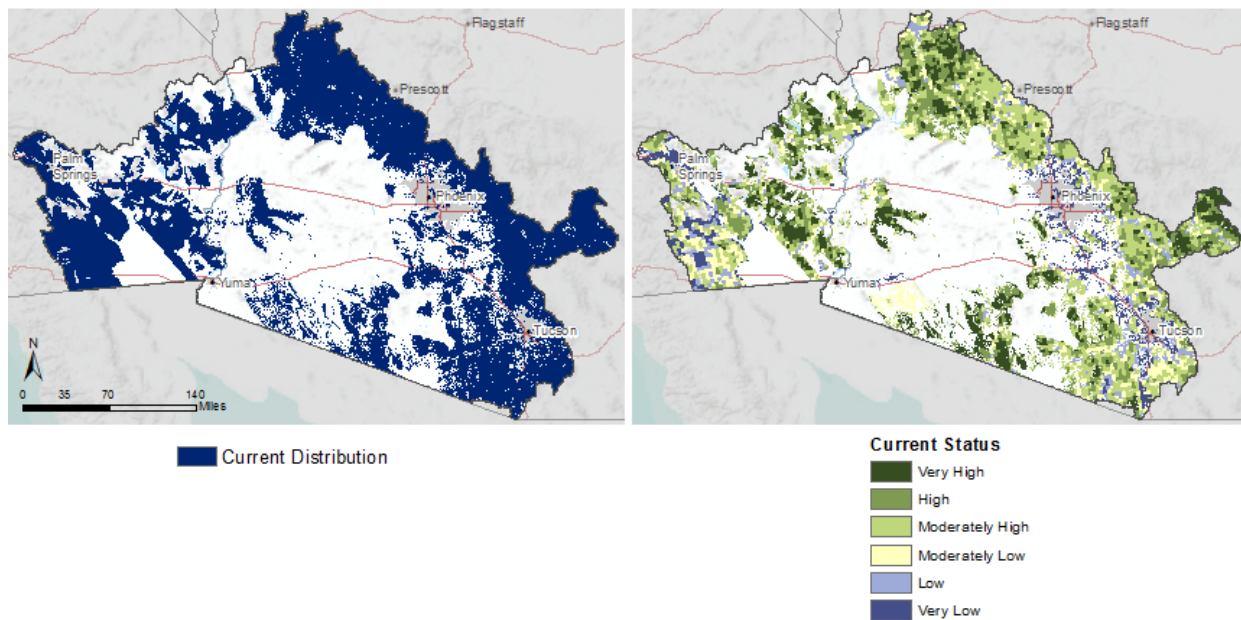 Flagstaff
Prescott
Palm
Springs
Phoenix
Yuma
Tucson
N
0 35 70 140
Miles
Current Distribution
Flagstaff
Prescott
Palm
Springs
Phoenix
Yuma
Tucson
Current Status
Very High
High
Moderately High
Moderately Low
Low
Very Low